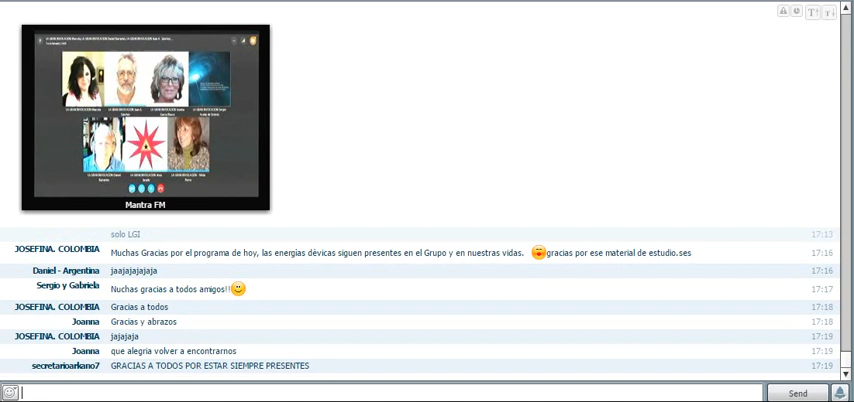 T↑
T↓
Mantra FM
solo LGI 17:13
JOSEFINA. COLOMBIA Muchas Gracias por el programa de hoy, las energías dévicas siguen presentes en el Grupo y en nuestras vidas. gracias por ese material de estudio.ses 17:16
Daniel - Argentina jaajajajajaja 17:16
Sergio y Gabriela Nuchas gracias a todos amigos!! 17:17
JOSEFINA. COLOMBIA Gracias a todos 17:18
Joanna Gracias y abrazos 17:18
JOSEFINA. COLOMBIA jajajaja 17:19
Joanna que alegria volver a encontrarnos 17:19
secretarioarkano7 GRACIAS A TODOS POR ESTAR SIEMPRE PRESENTES 17:19
Send